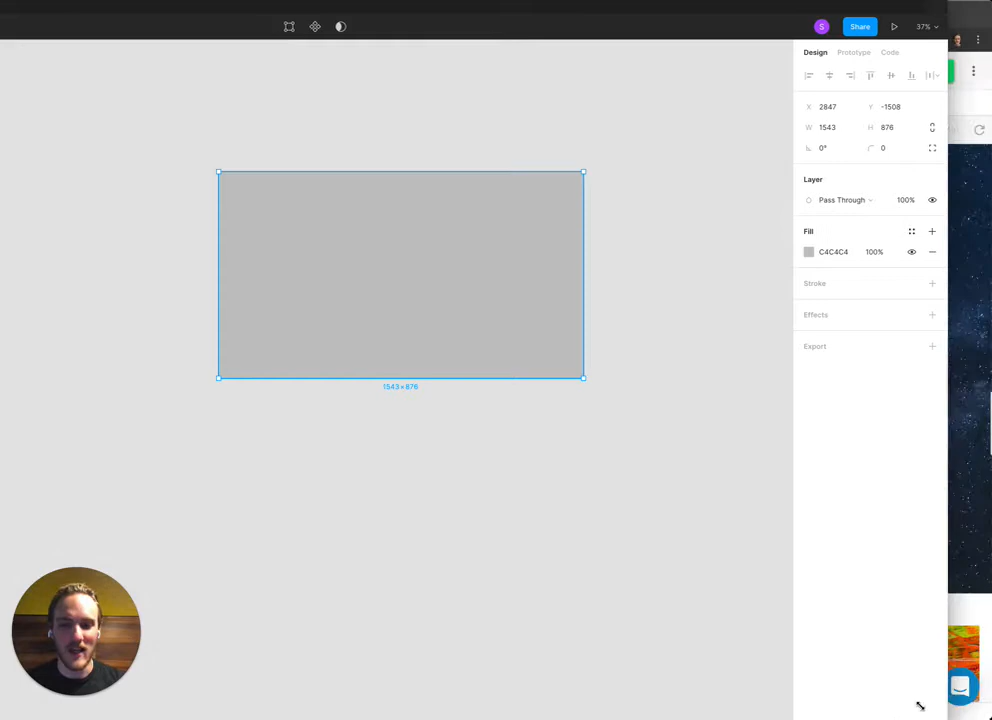 S
Share
37%
Design Prototype Code
X 2847 Y -1508
W 1543 H 876
0° 0
Layer
Pass Through 100%
Fill
C4C4C4 100%
Stroke
Effects
Export
1543 × 876